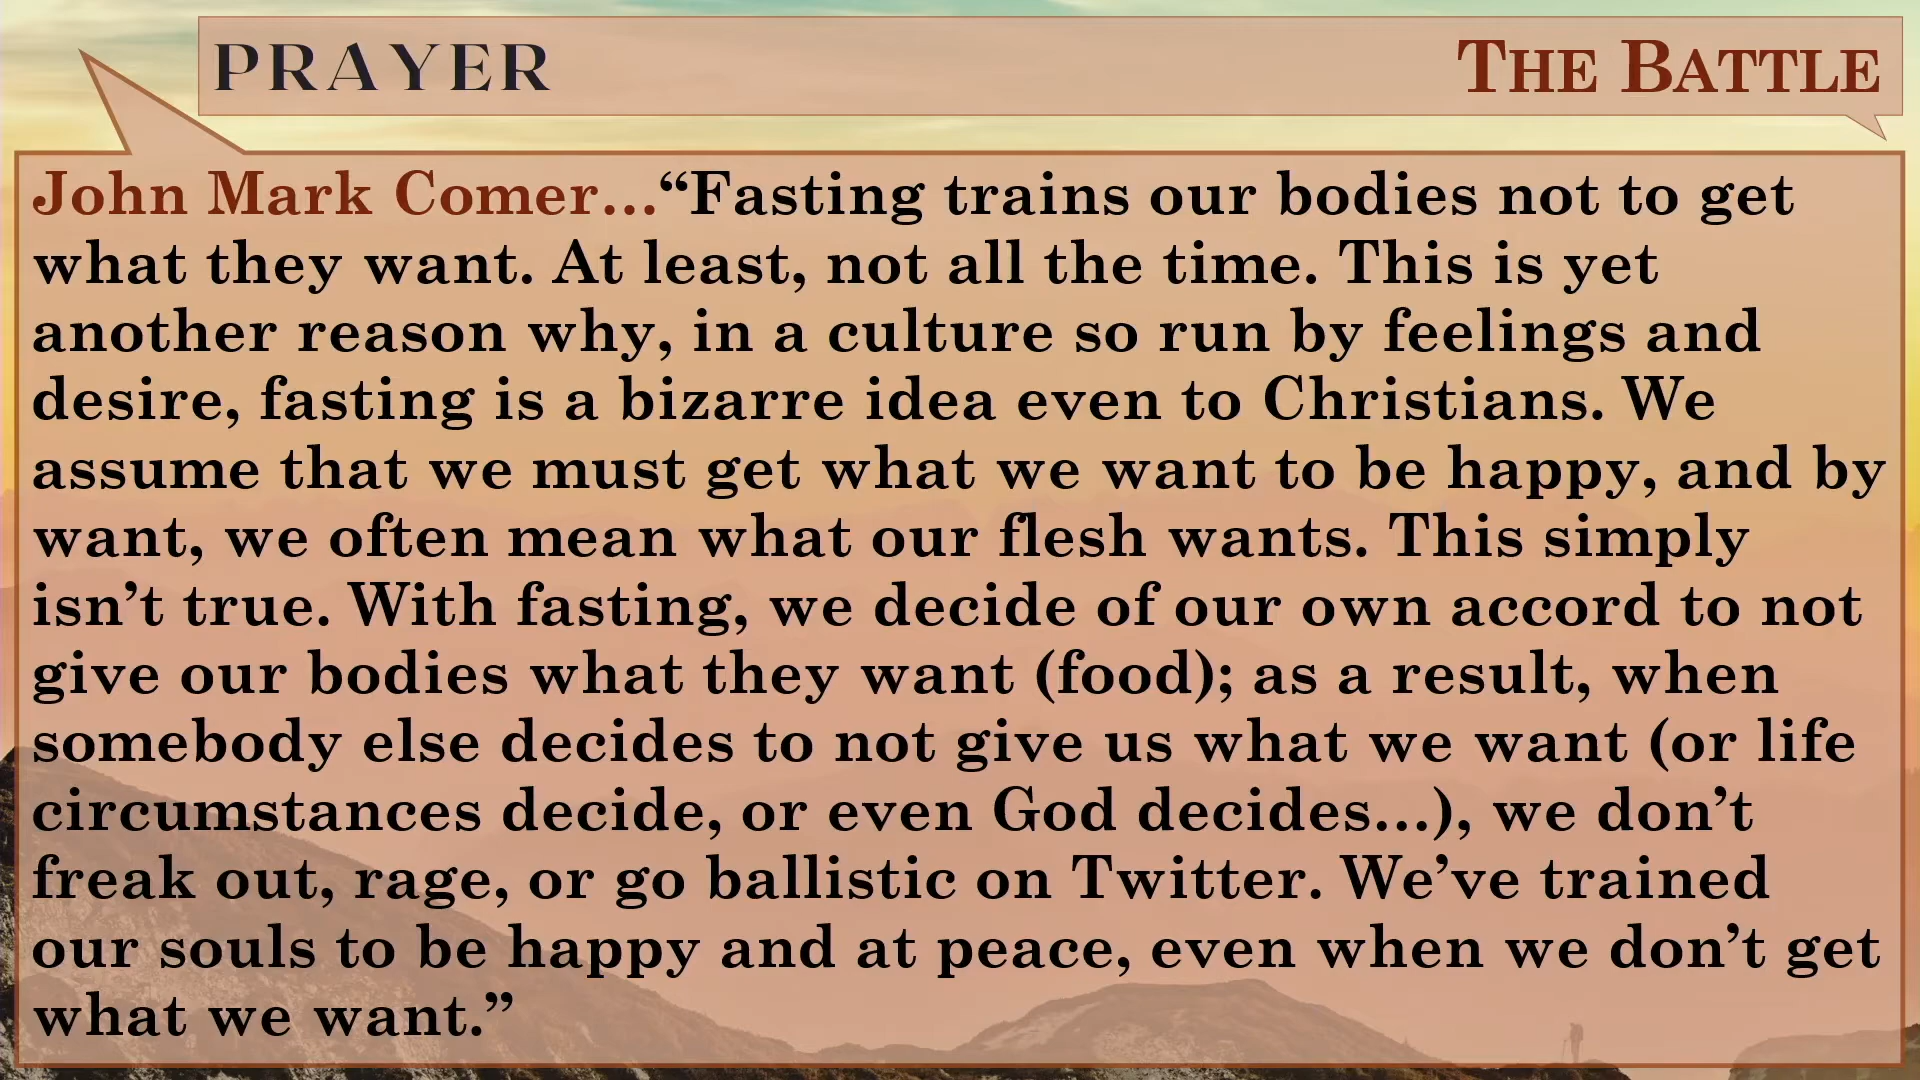 PRAYER
THE BATTLE
John Mark Comer…“Fasting trains our bodies not to get
what they want. At least, not all the time. This is yet
another reason why, in a culture so run by feelings and
desire, fasting is a bizarre idea even to Christians. We
assume that we must get what we want to be happy, and by
want, we often mean what our flesh wants. This simply
isn’t true. With fasting, we decide of our own accord to not
give our bodies what they want (food); as a result, when
somebody else decides to not give us what we want (or life
circumstances decide, or even God decides…), we don’t
freak out, rage, or go ballistic on Twitter. We’ve trained
our souls to be happy and at peace, even when we don’t get
what we want.”